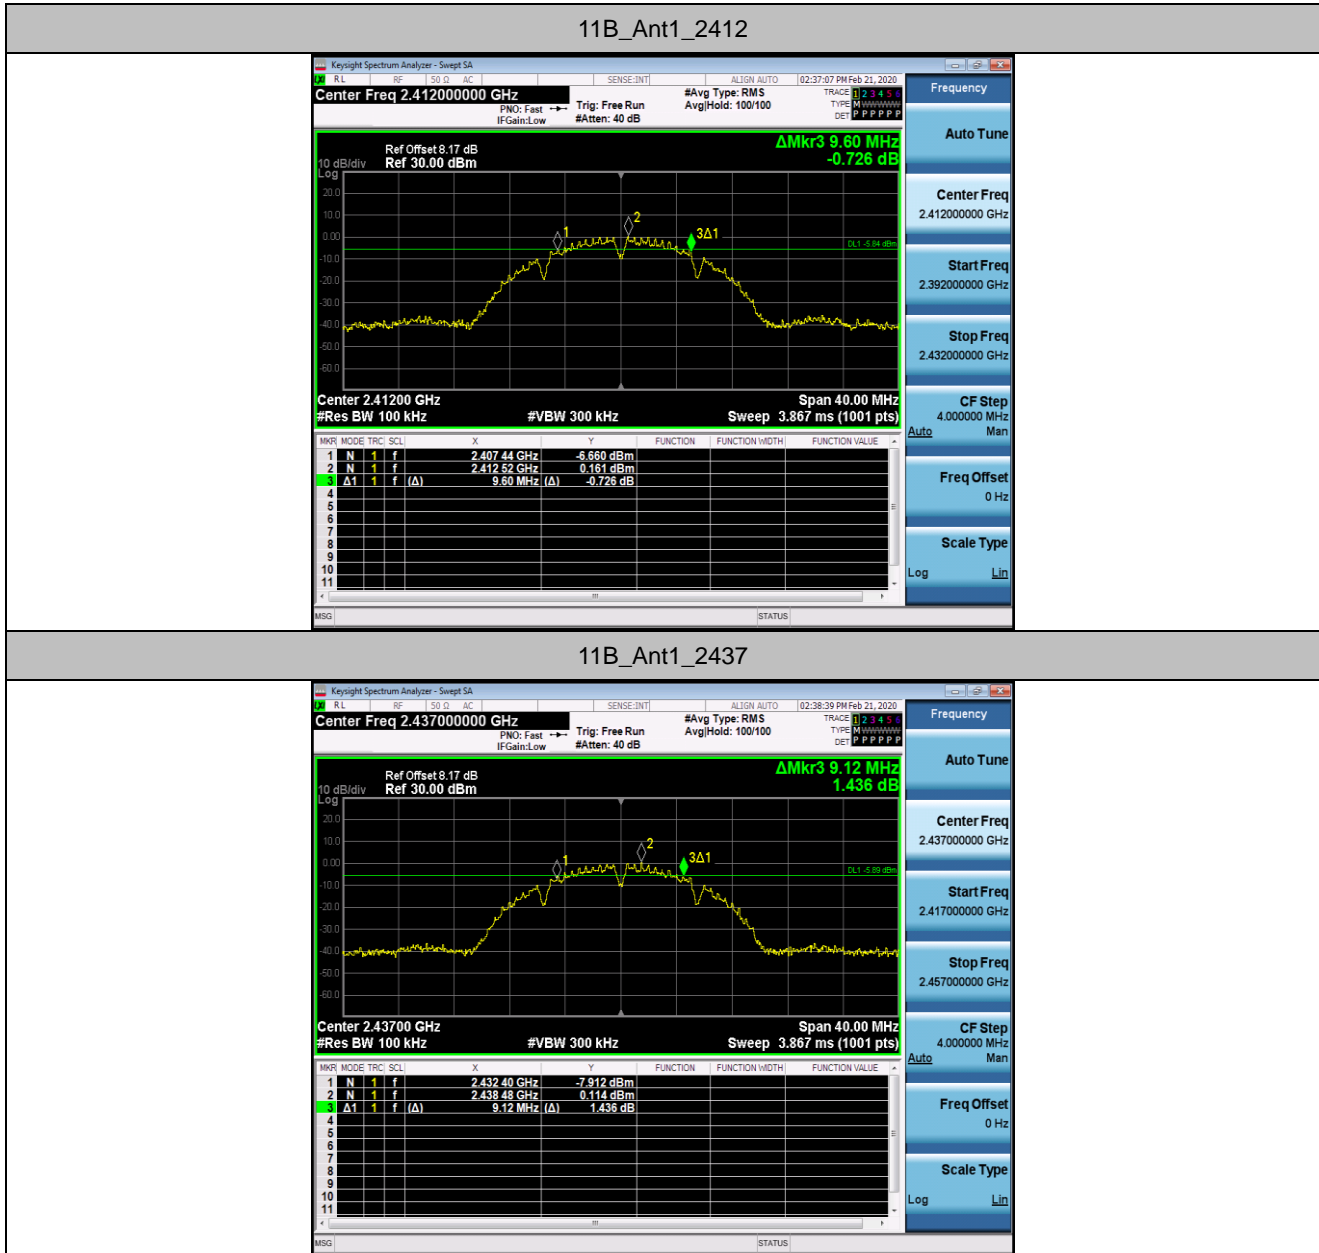 11B_Ant1_2412
Keysight Spectrum Analyzer - Swept SA
RL RF 50 Ω AC SENSE:INT ALIGN AUTO 02:37:07 PM Feb 21, 2020
Center Freq 2.412000000 GHz #Avg Type: RMS TRACE 1 2 3 4 5 6
PNO: Fast Trig: Free Run Avg|Hold: 100/100 TYPE M WWWWW
IFGain:Low #Atten: 40 dB DET P P P P P P
Frequency
Auto Tune
ΔMkr3 9.60 MHz
-0.726 dB
Ref Offset 8.17 dB
10 dB/div Ref 30.00 dBm
Log
20.0
10.0
0.00
-10.0
-20.0
-30.0
-40.0
-50.0
-60.0
1
2
3Δ1
DL1 -5.84 dBm
Center 2.41200 GHz Span 40.00 MHz
#Res BW 100 kHz #VBW 300 kHz Sweep 3.867 ms (1001 pts)
Center Freq
2.412000000 GHz
Start Freq
2.392000000 GHz
Stop Freq
2.432000000 GHz
CF Step
4.000000 MHz
Auto Man
Freq Offset
0 Hz
Scale Type
Log Lin
MKR MODE TRC SCL X Y FUNCTION FUNCTION WIDTH FUNCTION VALUE
1 N 1 f 2.407 44 GHz -6.660 dBm
2 N 1 f 2.412 52 GHz 0.161 dBm
3 Δ1 1 f (Δ) 9.60 MHz (Δ) -0.726 dB
4
5
6
7
8
9
10
11
MSG STATUS
11B_Ant1_2437
Keysight Spectrum Analyzer - Swept SA
RL RF 50 Ω AC SENSE:INT ALIGN AUTO 02:38:39 PM Feb 21, 2020
Center Freq 2.437000000 GHz #Avg Type: RMS TRACE 1 2 3 4 5 6
PNO: Fast Trig: Free Run Avg|Hold: 100/100 TYPE M WWWWW
IFGain:Low #Atten: 40 dB DET P P P P P P
Frequency
Auto Tune
ΔMkr3 9.12 MHz
1.436 dB
Ref Offset 8.17 dB
10 dB/div Ref 30.00 dBm
Log
20.0
10.0
0.00
-10.0
-20.0
-30.0
-40.0
-50.0
-60.0
1
2
3Δ1
DL1 -5.89 dBm
Center 2.43700 GHz Span 40.00 MHz
#Res BW 100 kHz #VBW 300 kHz Sweep 3.867 ms (1001 pts)
Center Freq
2.437000000 GHz
Start Freq
2.417000000 GHz
Stop Freq
2.457000000 GHz
CF Step
4.000000 MHz
Auto Man
Freq Offset
0 Hz
Scale Type
Log Lin
MKR MODE TRC SCL X Y FUNCTION FUNCTION WIDTH FUNCTION VALUE
1 N 1 f 2.432 40 GHz -7.912 dBm
2 N 1 f 2.438 48 GHz 0.114 dBm
3 Δ1 1 f (Δ) 9.12 MHz (Δ) 1.436 dB
4
5
6
7
8
9
10
11
MSG STATUS